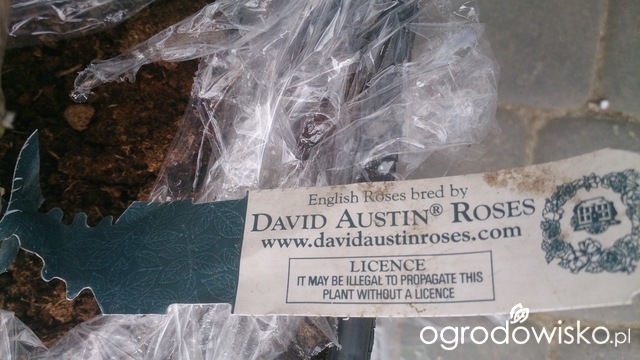 English Roses bred by
DAVID AUSTIN® ROSES
www.davidaustinroses.com
LICENCE
IT MAY BE ILLEGAL TO PROPAGATE THIS
PLANT WITHOUT A LICENCE
ogrodowisko.pl